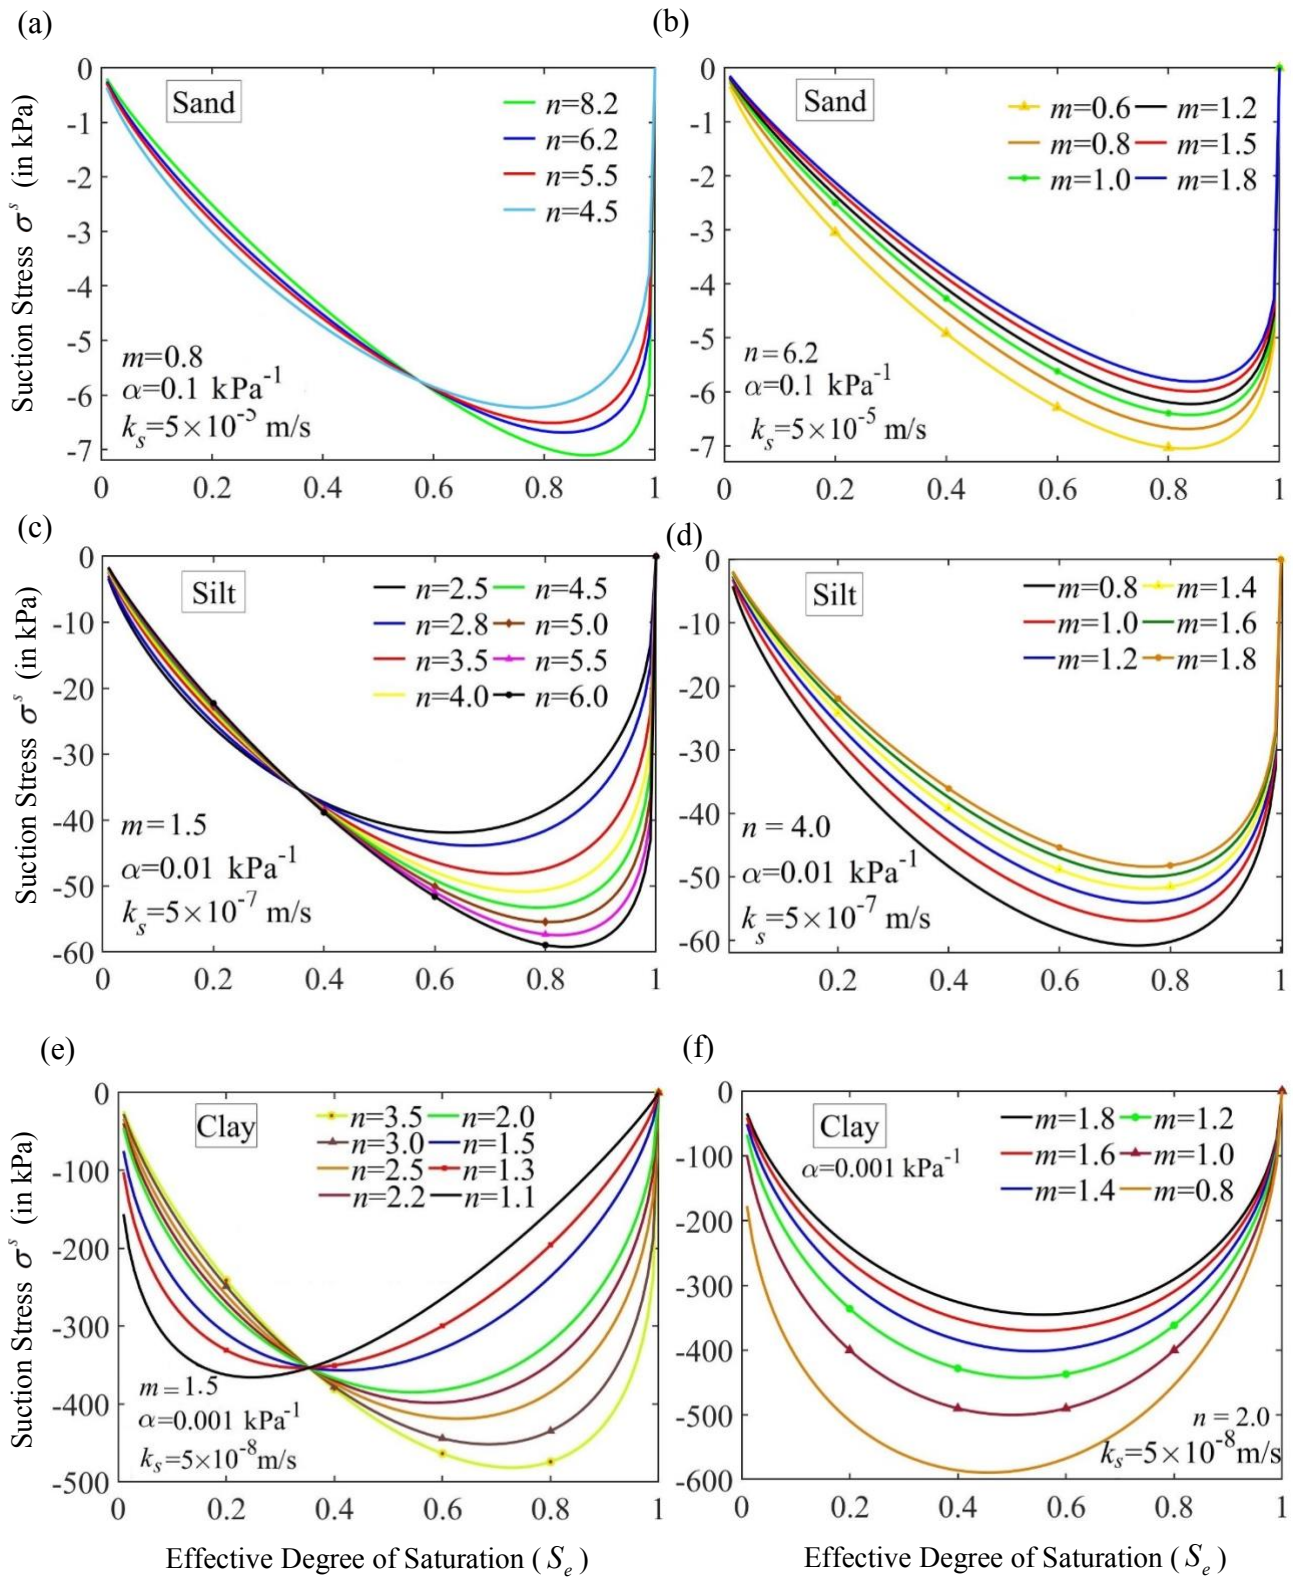 (a)
Suction Stress σˢ (in kPa)
0
-1
-2
-3
-4
-5
-6
-7
Sand
n=8.2
n=6.2
n=5.5
n=4.5
m=0.8
α=0.1 kPa⁻¹
kₛ=5×10⁻⁵ m/s
0 0.2 0.4 0.6 0.8 1
(b)
0
-1
-2
-3
-4
-5
-6
-7
Sand
m=0.6 m=1.2
m=0.8 m=1.5
m=1.0 m=1.8
n=6.2
α=0.1 kPa⁻¹
kₛ=5×10⁻⁵ m/s
0 0.2 0.4 0.6 0.8 1
(c)
Suction Stress σˢ (in kPa)
0
-10
-20
-30
-40
-50
-60
Silt
n=2.5 n=4.5
n=2.8 n=5.0
n=3.5 n=5.5
n=4.0 n=6.0
m=1.5
α=0.01 kPa⁻¹
kₛ=5×10⁻⁷ m/s
0 0.2 0.4 0.6 0.8 1
(d)
0
-10
-20
-30
-40
-50
-60
Silt
m=0.8 m=1.4
m=1.0 m=1.6
m=1.2 m=1.8
n = 4.0
α=0.01 kPa⁻¹
kₛ=5×10⁻⁷ m/s
0.2 0.4 0.6 0.8 1
(e)
Suction Stress σˢ (in kPa)
0
-100
-200
-300
-400
-500
Clay
n=3.5 n=2.0
n=3.0 n=1.5
n=2.5 n=1.3
n=2.2 n=1.1
m=1.5
α=0.001 kPa⁻¹
kₛ=5×10⁻⁸m/s
0 0.2 0.4 0.6 0.8 1
Effective Degree of Saturation ( Sₑ )
(f)
0
-100
-200
-300
-400
-500
-600
Clay
α=0.001 kPa⁻¹
m=1.8 m=1.2
m=1.6 m=1.0
m=1.4 m=0.8
n = 2.0
kₛ=5×10⁻⁸m/s
0 0.2 0.4 0.6 0.8 1
Effective Degree of Saturation ( Sₑ )